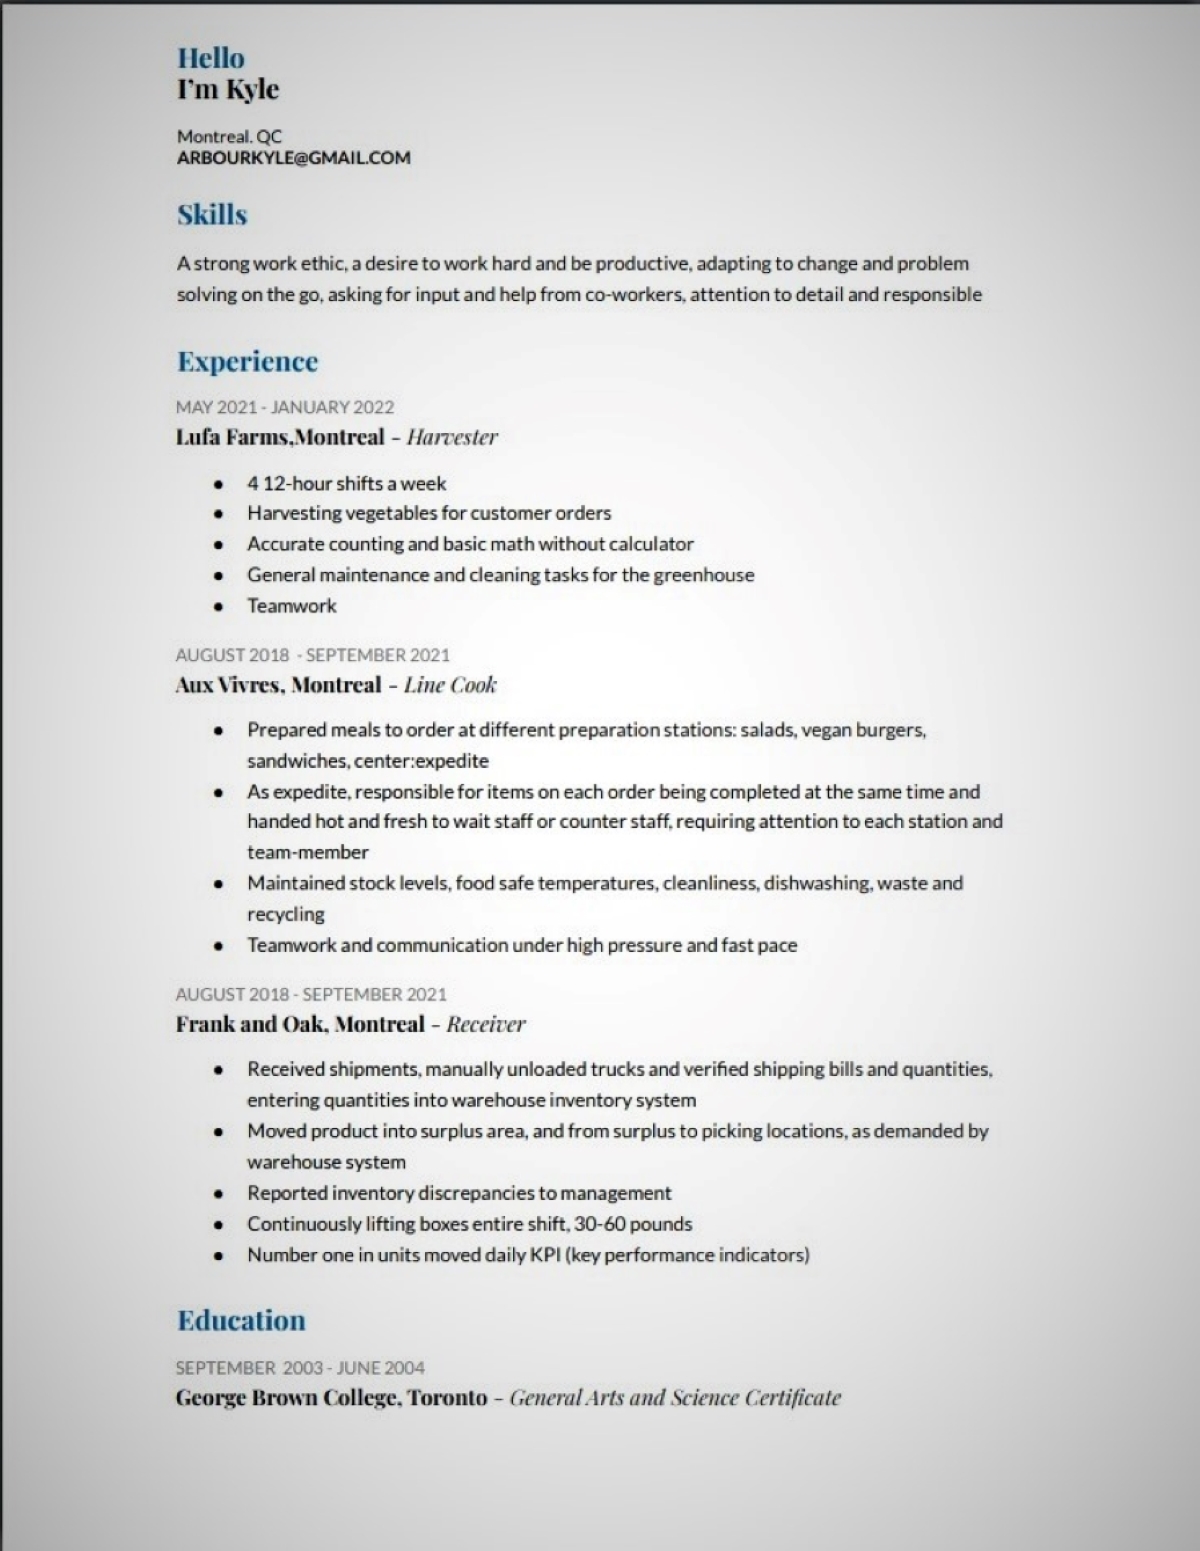 Hello
I'm Kyle
Montreal. QC
ARBOURKYLE@GMAIL.COM
Skills
A strong work ethic, a desire to work hard and be productive, adapting to change and problem
solving on the go, asking for input and help from co-workers, attention to detail and responsible
Experience
MAY 2021 - JANUARY 2022
Lufa Farms,Montreal – Harvester
● 4 12-hour shifts a week
● Harvesting vegetables for customer orders
● Accurate counting and basic math without calculator
● General maintenance and cleaning tasks for the greenhouse
● Teamwork
AUGUST 2018 - SEPTEMBER 2021
Aux Vivres, Montreal – Line Cook
● Prepared meals to order at different preparation stations: salads, vegan burgers,
sandwiches, center:expedite
● As expedite, responsible for items on each order being completed at the same time and
handed hot and fresh to wait staff or counter staff, requiring attention to each station and
team-member
● Maintained stock levels, food safe temperatures, cleanliness, dishwashing, waste and
recycling
● Teamwork and communication under high pressure and fast pace
AUGUST 2018 - SEPTEMBER 2021
Frank and Oak, Montreal – Receiver
● Received shipments, manually unloaded trucks and verified shipping bills and quantities,
entering quantities into warehouse inventory system
● Moved product into surplus area, and from surplus to picking locations, as demanded by
warehouse system
● Reported inventory discrepancies to management
● Continuously lifting boxes entire shift, 30-60 pounds
● Number one in units moved daily KPI (key performance indicators)
Education
SEPTEMBER 2003 - JUNE 2004
George Brown College, Toronto – General Arts and Science Certificate